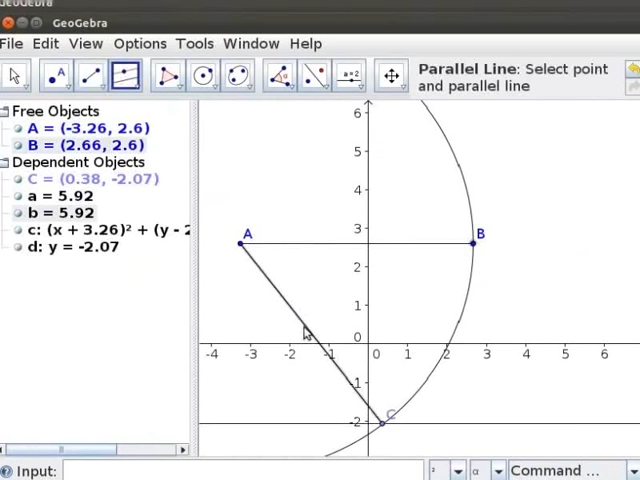 GeoGebra
GeoGebra
File Edit View Options Tools Window Help
A
a=2
Parallel Line: Select point
and parallel line
Free Objects
A = (-3.26, 2.6)
B = (2.66, 2.6)
Dependent Objects
C = (0.38, -2.07)
a = 5.92
b = 5.92
c: (x + 3.26)² + (y - 2
d: y = -2.07
6
5
4
3
2
1
0
-1
-2
-4 -3 -2 -1 0 1 2 3 4 5 6
A
B
C
Input:
² α Command ...